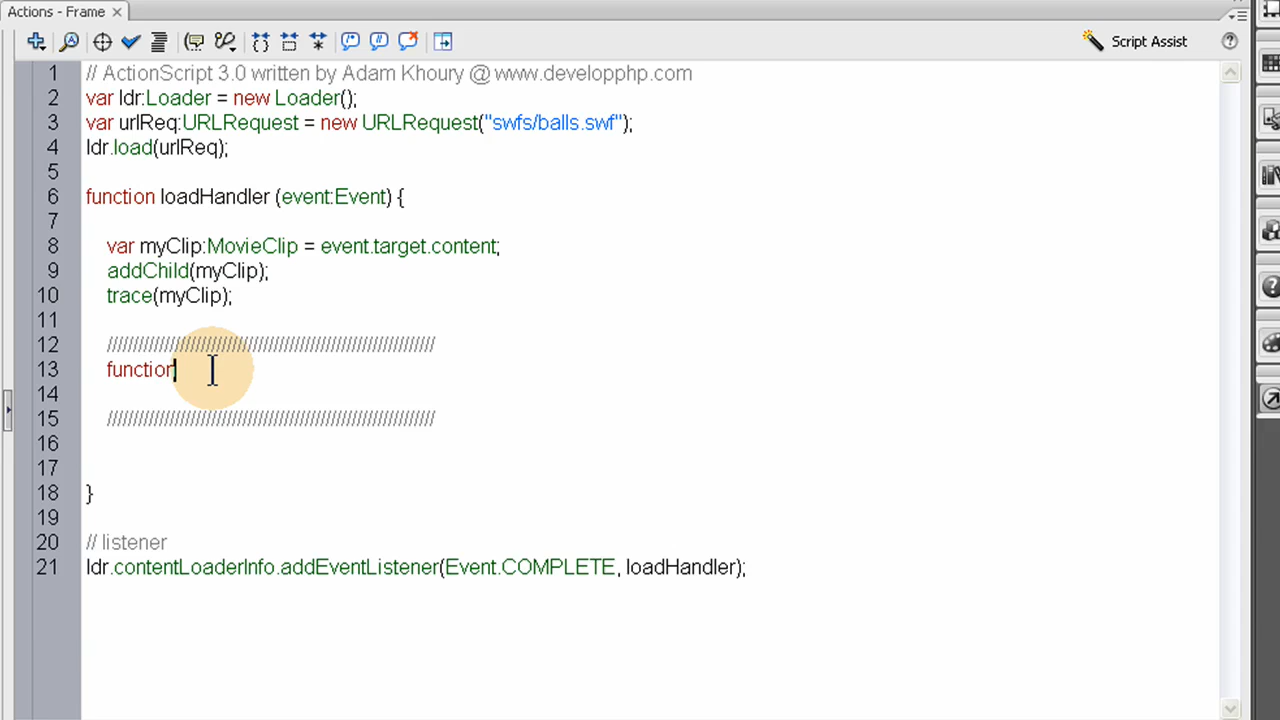 Actions - Frame ×
Script Assist
1 // ActionScript 3.0 written by Adam Khoury @ www.developphp.com
2 var ldr:Loader = new Loader();
3 var urlReq:URLRequest = new URLRequest("swfs/balls.swf");
4 ldr.load(urlReq);
5
6 function loadHandler (event:Event) {
7
8 var myClip:MovieClip = event.target.content;
9 addChild(myClip);
10 trace(myClip);
11
12 //////////////////////////////////////////////////////////////
13 function
14
15 //////////////////////////////////////////////////////////////
16
17
18 }
19
20 // listener
21 ldr.contentLoaderInfo.addEventListener(Event.COMPLETE, loadHandler);